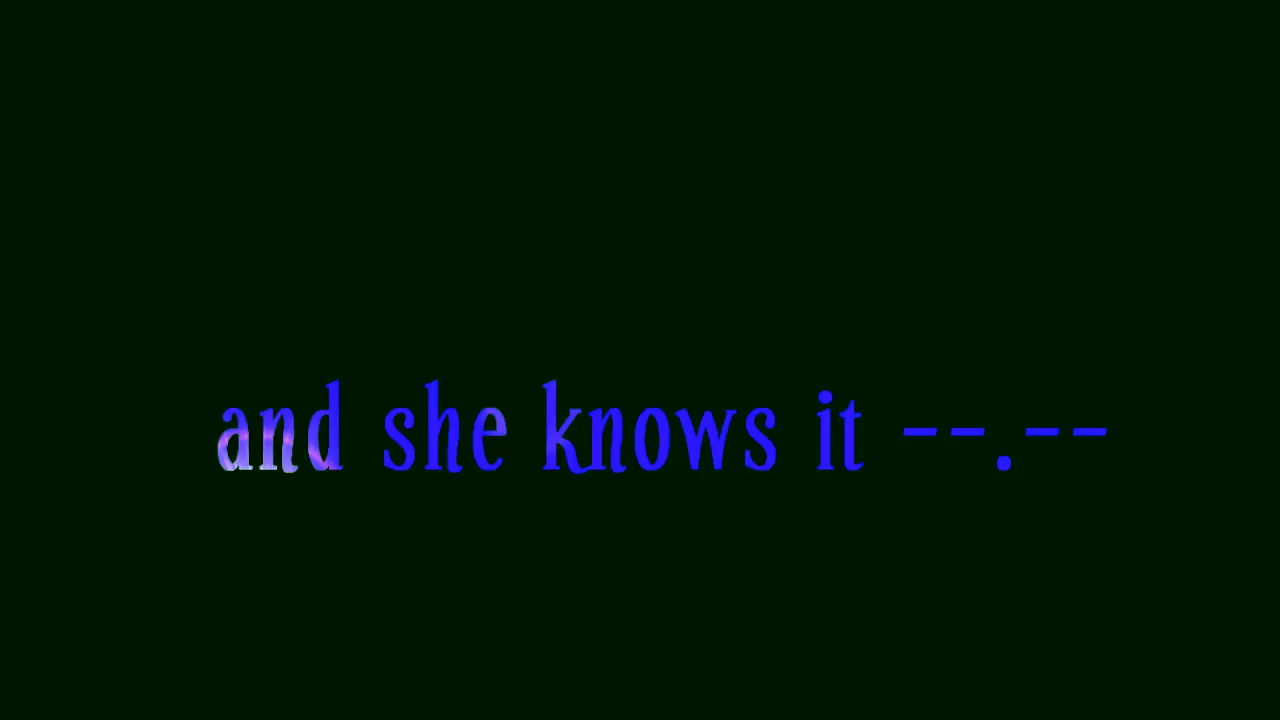 and she knows it --.--